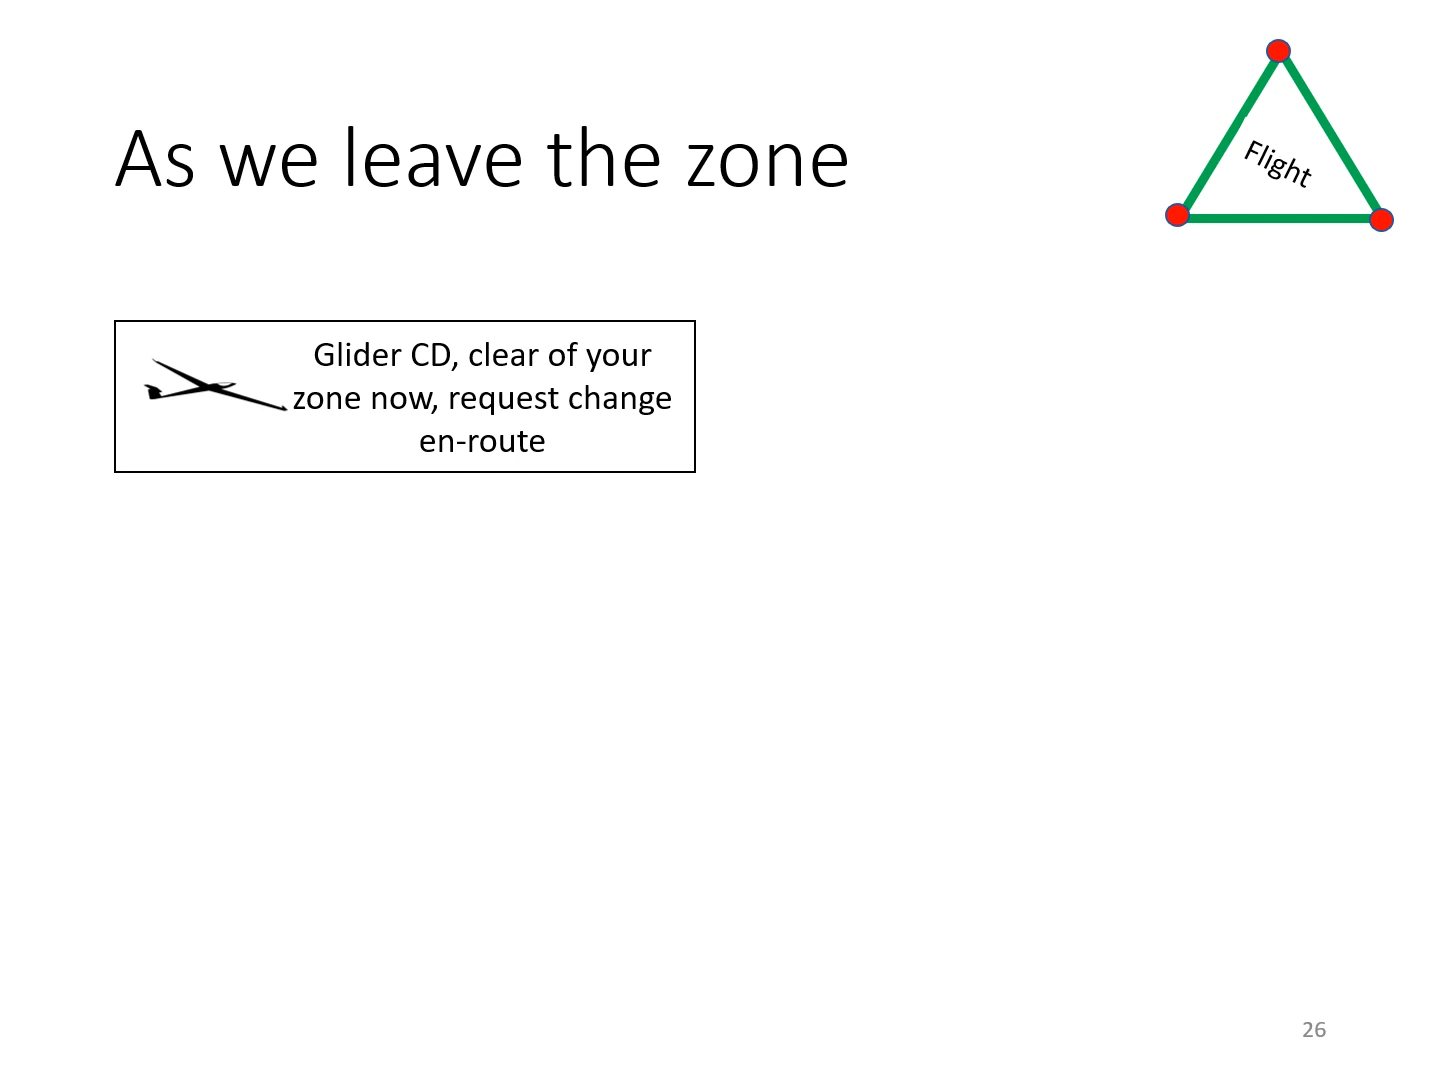 As we leave the zone
Flight
Glider CD, clear of your
zone now, request change
en-route
26